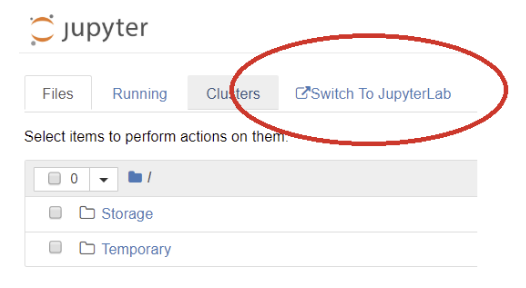 jupyter
Files Running Clusters Switch To JupyterLab
Select items to perform actions on them.
0 /
Storage
Temporary